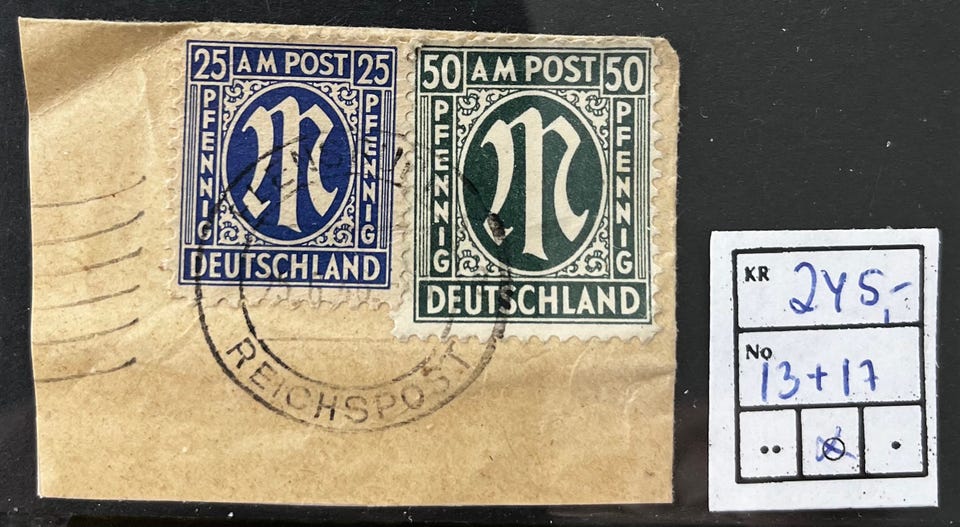 25 AM POST 25
PFENNIG
M
PFENNIG
DEUTSCHLAND
50 AM POST 50
PFENNIG
M
PFENNIG
DEUTSCHLAND
REICHSPOST
KR 245,-
No
13+17